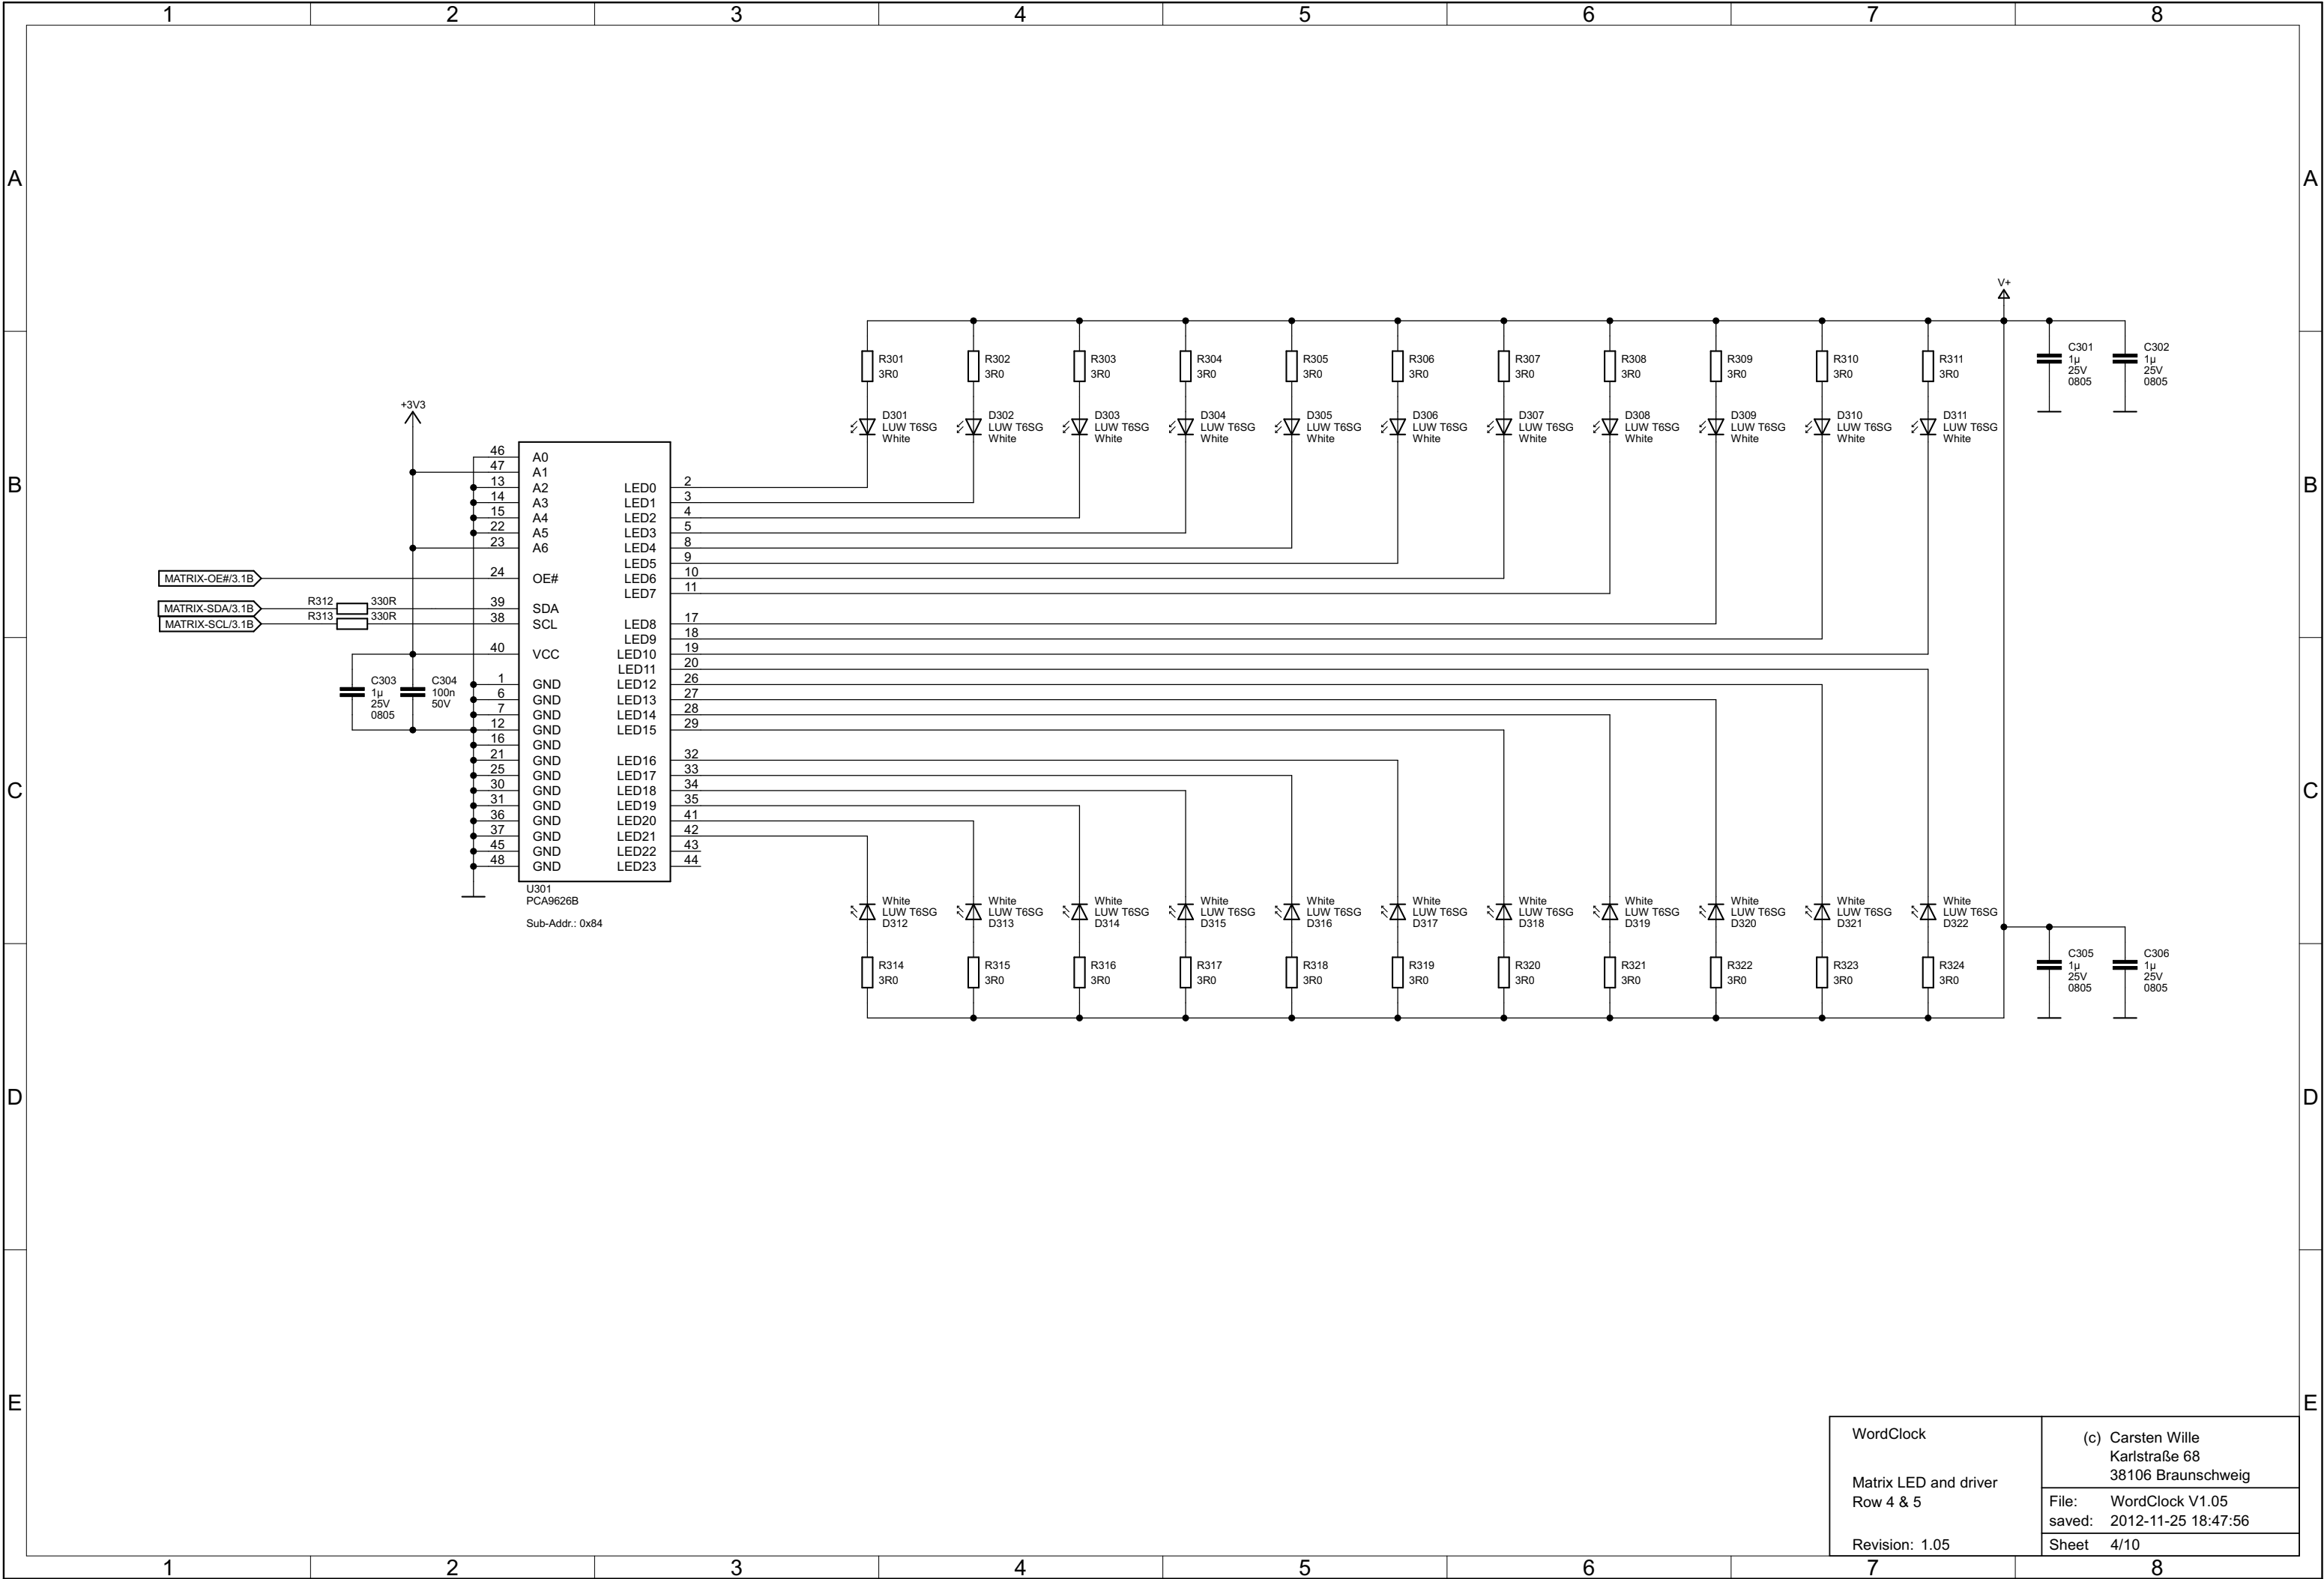 1 2 3 4 5 6 7 8
A A
V+
R301 R302 R303 R304 R305 R306 R307 R308 R309 R310 R311
3R0 3R0 3R0 3R0 3R0 3R0 3R0 3R0 3R0 3R0 3R0
C301 C302
1µ 1µ
25V 25V
0805 0805
+3V3
D301 D302 D303 D304 D305 D306 D307 D308 D309 D310 D311
LUW T6SG LUW T6SG LUW T6SG LUW T6SG LUW T6SG LUW T6SG LUW T6SG LUW T6SG LUW T6SG LUW T6SG LUW T6SG
White White White White White White White White White White White
B B
46 A0
47 A1
13 A2 LED0 2
14 A3 LED1 3
15 A4 LED2 4
22 A5 LED3 5
23 A6 LED4 8
LED5 9
MATRIX-OE#/3.1B 24 OE# LED6 10
LED7 11
MATRIX-SDA/3.1B R312 330R 39 SDA
MATRIX-SCL/3.1B R313 330R 38 SCL LED8 17
LED9 18
40 VCC LED10 19
LED11 20
1 GND LED12 26
6 GND LED13 27
7 GND LED14 28
12 GND LED15 29
16 GND
21 GND LED16 32
25 GND LED17 33
30 GND LED18 34
31 GND LED19 35
36 GND LED20 41
37 GND LED21 42
45 GND LED22 43
48 GND LED23 44
C303 C304
1µ 100n
25V 50V
0805
C C
U301
PCA9626B
Sub-Addr.: 0x84
White White White White White White White White White White White
LUW T6SG LUW T6SG LUW T6SG LUW T6SG LUW T6SG LUW T6SG LUW T6SG LUW T6SG LUW T6SG LUW T6SG LUW T6SG
D312 D313 D314 D315 D316 D317 D318 D319 D320 D321 D322
R314 R315 R316 R317 R318 R319 R320 R321 R322 R323 R324
3R0 3R0 3R0 3R0 3R0 3R0 3R0 3R0 3R0 3R0 3R0
C305 C306
1µ 1µ
25V 25V
0805 0805
D D
E E
WordClock
Matrix LED and driver
Row 4 & 5
Revision: 1.05
(c) Carsten Wille
Karlstraße 68
38106 Braunschweig
File: WordClock V1.05
saved: 2012-11-25 18:47:56
Sheet 4/10
1 2 3 4 5 6 7 8